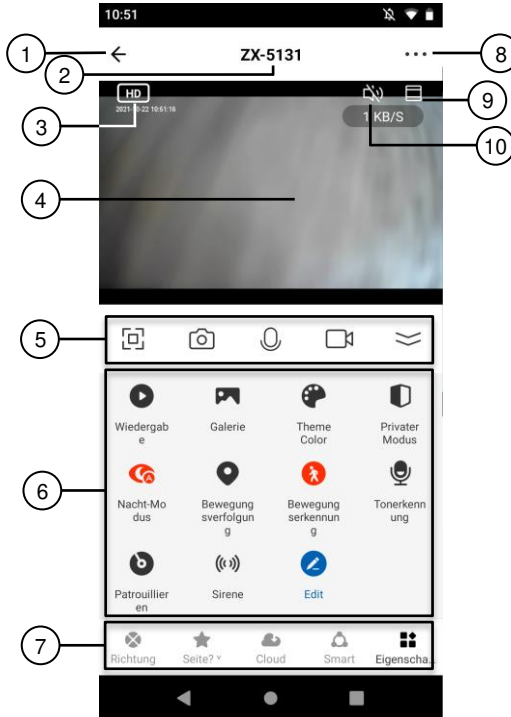 10:51
1
ZX-5131
8
2
HD
2021-10-22 10:51:16
9
3
1 KB/S
10
4
5
Wiedergab
e
Galerie
Theme
Color
Privater
Modus
6
Nacht-Mo
dus
Bewegung
sverfolgun
g
Bewegung
serkennun
g
Tonerkenn
ung
Patrouillier
en
Sirene
Edit
7
Richtung
Seite?
Cloud
Smart
Eigenscha...